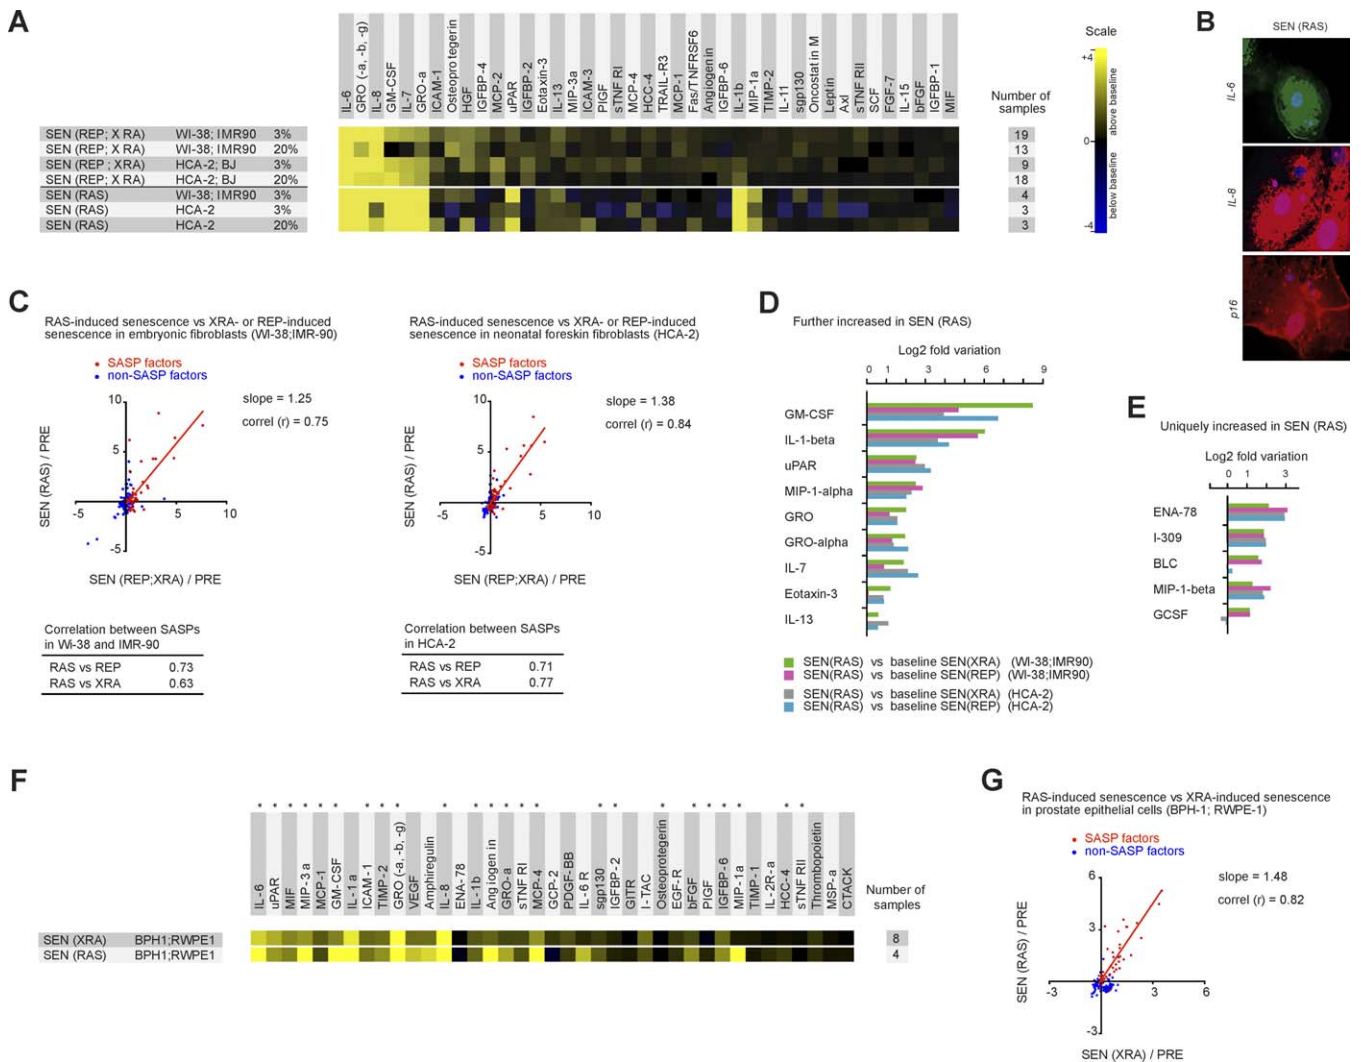 A
IL-6
GRO (-a, -b, -g)
IL-8
GM-CSF
IL-7
GRO-a
ICAM-1
Osteoprotegerin
HGF
IGFBP-4
MCP-2
uPAR
IGFBP-2
Eotaxin-3
IL-13
MIP-3a
ICAM-3
PIGF
sTNF RI
MCP-4
HCC-4
TRAIL-R3
MCP-1
Fas/TNFRSF6
Angiogenin
IGFBP-6
IL-1b
MIP-1a
TIMP-2
IL-11
sgp130
Oncostatin M
Leptin
Axl
sTNF RII
SCF
FGF-7
IL-15
bFGF
IGFBP-1
MIF
Number of
samples
SEN (REP; X RA) WI-38; IMR90 3% 19
SEN (REP; X RA) WI-38; IMR90 20% 13
SEN (REP ; XRA) HCA-2; BJ 3% 9
SEN (REP; X RA) HCA-2; BJ 20% 18
SEN (RAS) WI-38; IMR90 3% 4
SEN (RAS) HCA-2 3% 3
SEN (RAS) HCA-2 20% 3
Scale
+4
0
-4
above baseline
below baseline
B
SEN (RAS)
IL-6
IL-8
p16
C
RAS-induced senescence vs XRA- or REP-induced
senescence in embryonic fibroblasts (WI-38;IMR-90)
SASP factors
non-SASP factors
slope = 1.25
correl (r) = 0.75
10
5
-5
-5 0 5 10
SEN (RAS) / PRE
SEN (REP;XRA) / PRE
Correlation between SASPs
in Wi-38 and IMR-90
RAS vs REP 0.73
RAS vs XRA 0.63
RAS-induced senescence vs XRA- or REP-induced
senescence in neonatal foreskin fibroblasts (HCA-2)
SASP factors
non-SASP factors
slope = 1.38
correl (r) = 0.84
10
5
-5
-5 0 5 10
SEN (RAS) / PRE
SEN (REP;XRA) / PRE
Correlation between SASPs
in HCA-2
RAS vs REP 0.71
RAS vs XRA 0.77
D
Further increased in SEN (RAS)
Log2 fold variation
0 1 3 6 9
GM-CSF
IL-1-beta
uPAR
MIP-1-alpha
GRO
GRO-alpha
IL-7
Eotaxin-3
IL-13
SEN(RAS) vs baseline SEN(XRA) (WI-38;IMR90)
SEN(RAS) vs baseline SEN(REP) (WI-38;IMR90)
SEN(RAS) vs baseline SEN(XRA) (HCA-2)
SEN(RAS) vs baseline SEN(REP) (HCA-2)
E
Uniquely increased in SEN (RAS)
Log2 fold variation
0 1 3
ENA-78
I-309
BLC
MIP-1-beta
GCSF
F
* * * * * * * * * * * * * * * * * * * * * *
IL-6
uPAR
MIF
MIP-3 a
MCP-1
GM-CSF
IL-1 a
ICAM-1
TIMP-2
GRO (-a, -b, -g)
VEGF
Amphiregulin
IL-8
ENA-78
IL-1b
Angiogen in
GRO-a
sTNF RI
MCP-4
GCP-2
PDGF-BB
IL-6 R
sgp130
IGFBP-2
GITR
I-TAC
Osteoprotegerin
EGF-R
bFGF
PIGF
IGFBP-6
MIP-1a
TIMP-1
IL-2R-a
HCC-4
sTNF RII
Thrombopoietin
MSP-a
CTACK
Number of
samples
SEN (XRA) BPH1;RWPE1 8
SEN (RAS) BPH1;RWPE1 4
G
RAS-induced senescence vs XRA-induced senescence
in prostate epithelial cells (BPH-1; RWPE-1)
SASP factors
non-SASP factors
slope = 1.48
correl (r) = 0.82
6
3
-3
-3 0 3 6
SEN (RAS) / PRE
SEN (XRA) / PRE